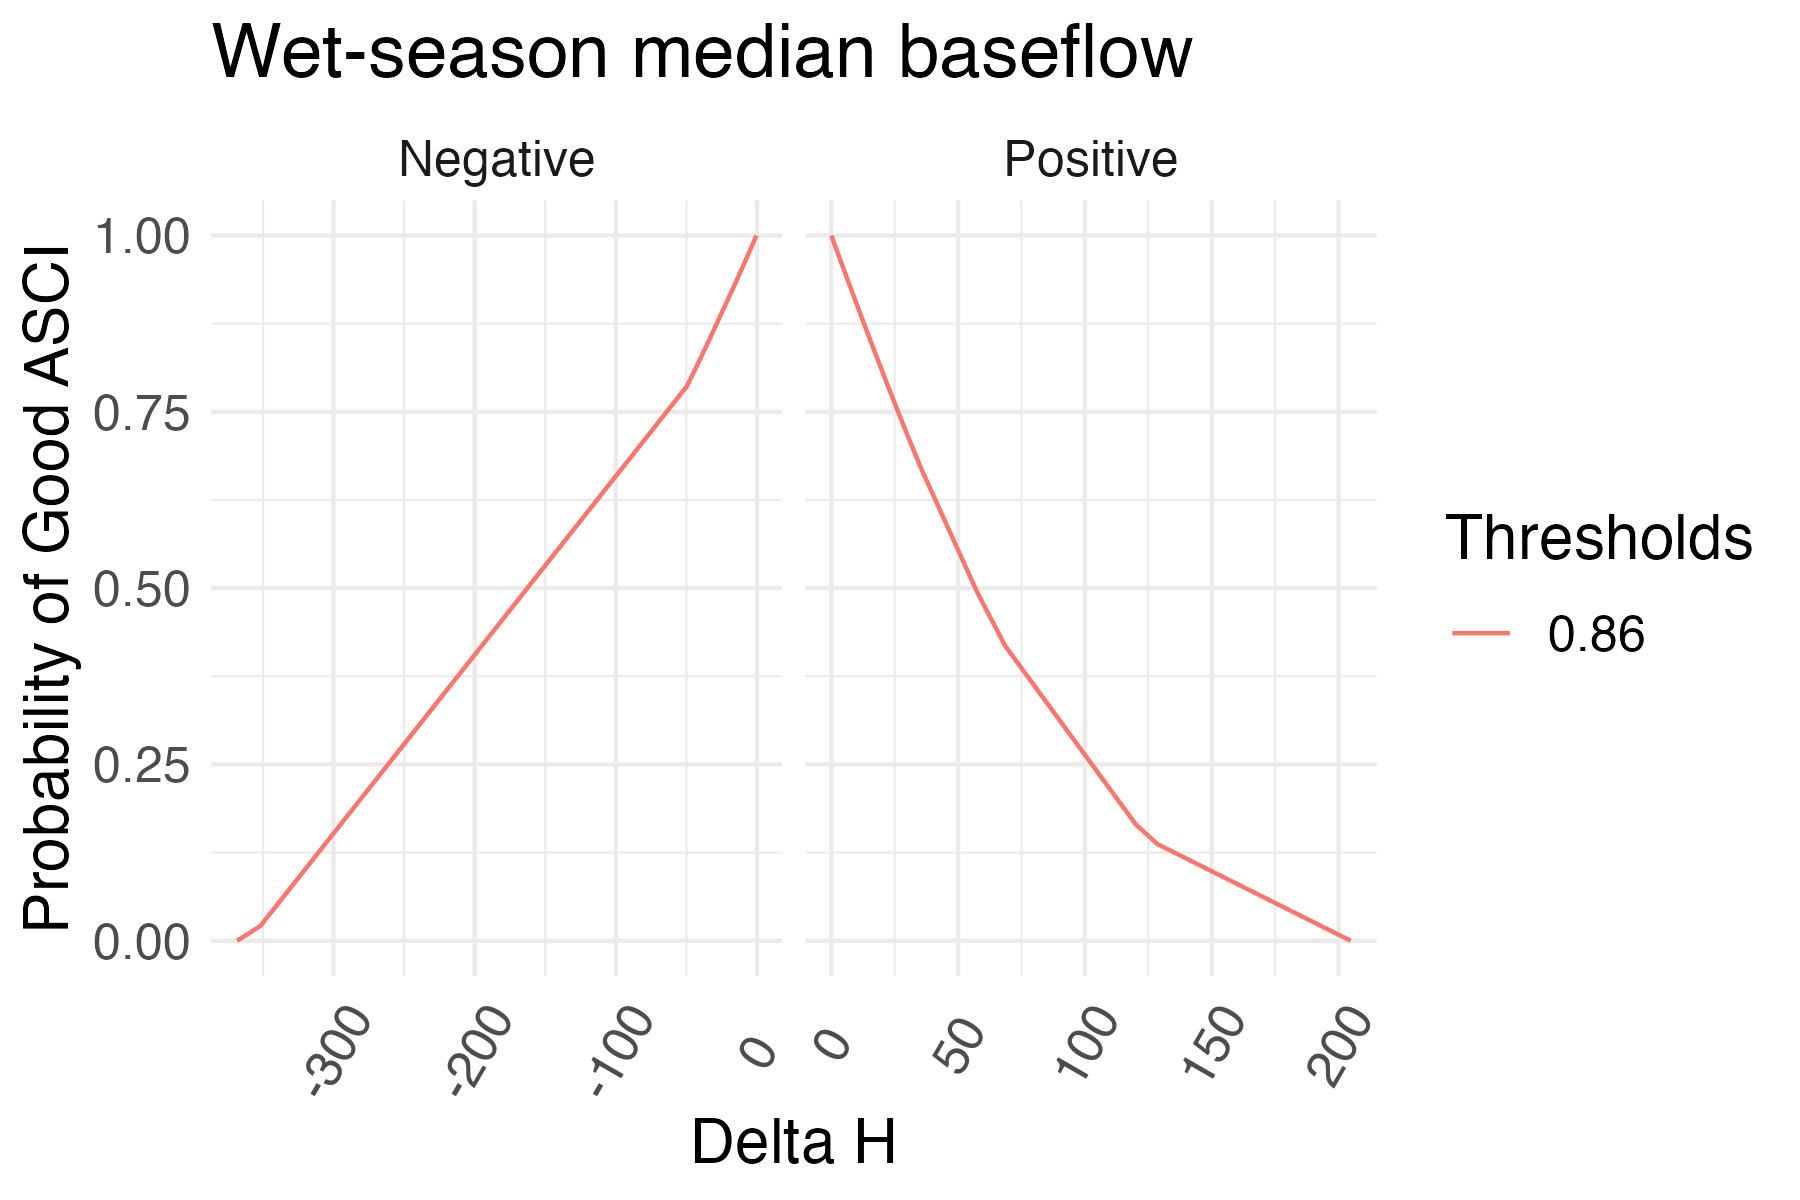 Wet-season median baseflow
Negative
Positive
Probability of Good ASCI
1.00
0.75
0.50
0.25
0.00
-300
-200
-100
0
0
50
100
150
200
Delta H
Thresholds
0.86